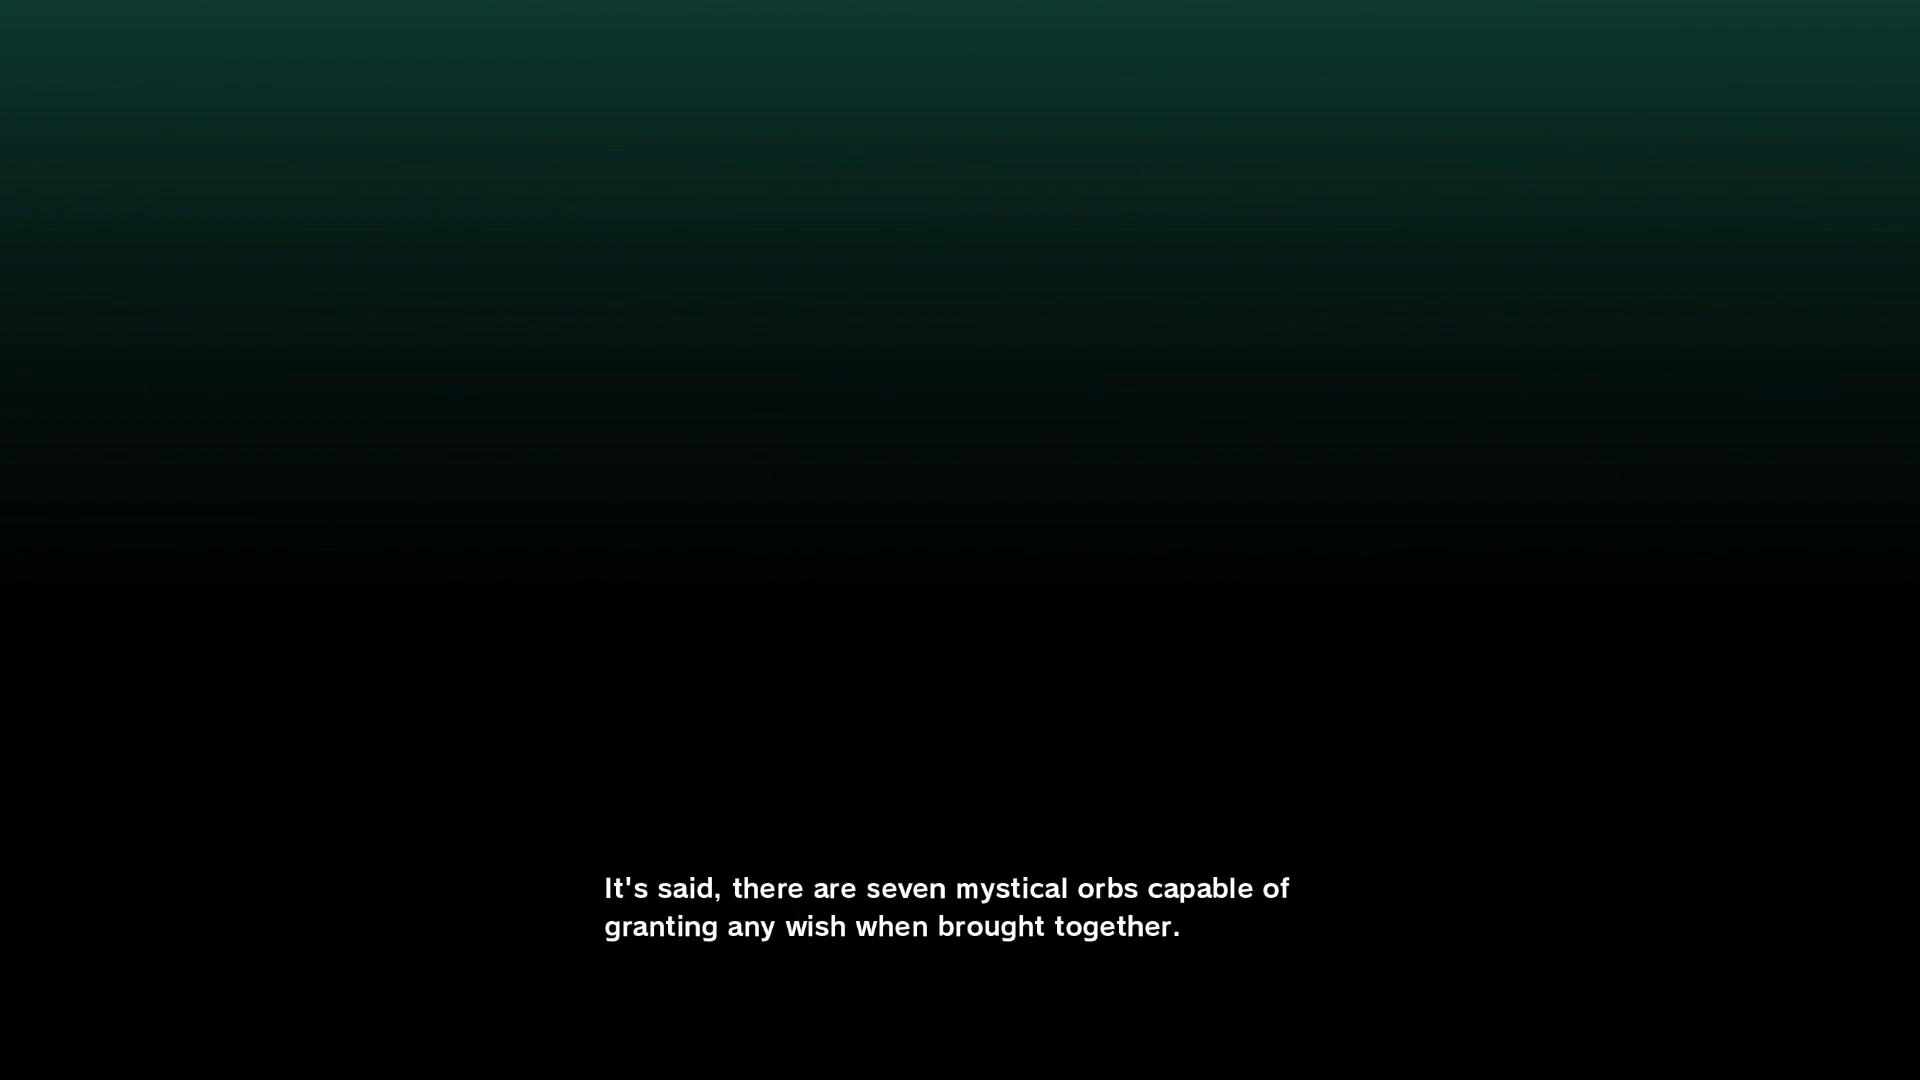 It's said, there are seven mystical orbs capable of
granting any wish when brought together.